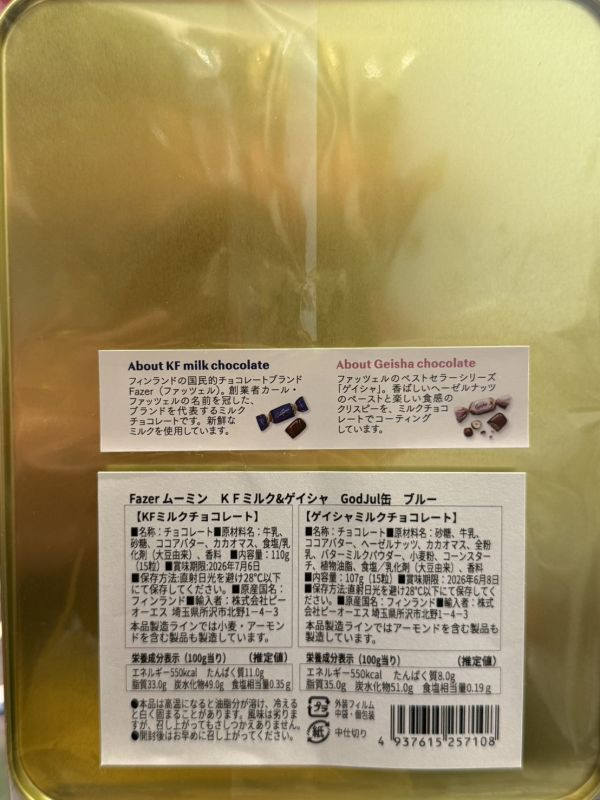 About KF milk chocolate
フィンランドの国民的チョコレートブランド
Fazer（ファッツェル）。創業者カール・
ファッツェルの名前を冠した、
ブランドを代表するミルク
チョコレートです。新鮮な
ミルクを使用しています。
About Geisha chocolate
ファッツェルのベストセラーシリーズ
「ゲイシャ」。香ばしいヘーゼルナッツ
のペーストと楽しい食感の
クリスピーを、ミルクチョコ
レートでコーティング
しています。
Fazer ムーミン　ＫＦミルク&ゲイシャ　GodJul缶　ブルー
【KFミルクチョコレート】
■名称：チョコレート■原材料名：牛乳、
砂糖、ココアバター、カカオマス、食塩/乳
化剤（大豆由来）、香料　■内容量：110g
（15粒）■賞味期限：2026年7月6日
■保存方法:直射日光を避け28℃以下
にて保存してください。■原産国名：
フィンランド■輸入者：株式会社ビー
オーエス 埼玉県所沢市北野1－4－3
本品製造ラインでは小麦・アーモン
ドを含む製品も製造しています。
栄養成分表示（100g当り）　（推定値）
エネルギー550kcal　たんぱく質11.0g
脂質33.0g　炭水化物49.0g　食塩相当量0.35ｇ
【ゲイシャミルクチョコレート】
■名称：チョコレート■原材料名：砂糖、牛乳、
ココアバター、ヘーゼルナッツ、カカオマス、全粉
乳、バターミルクパウダー、小麦粉、コーンスター
チ、植物油脂、食塩／乳化剤（大豆由来）、香料
■内容量：107g（15粒）■賞味期限：2026年6月8日
■保存方法:直射日光を避け28℃以下にて保存し
てください。■原産国名：フィンランド■輸入者：株式会
社ビーオーエス 埼玉県所沢市北野1－4－3
本品製造ラインではアーモンドを含む製品も
製造しています。
栄養成分表示（100g当り）　（推定値）
エネルギー550kcal　たんぱく質8.0g
脂質35.0g　炭水化物51.0g　食塩相当量0.19ｇ
●本品は高温になると油脂分が溶け、冷える
と白く固まることがあります。風味は劣りま
すが、召し上がってもさしつかえありません。
●開封後はお早めに召し上がってください。
プラ
外装フィルム
中袋・個包装
紙
中仕切り
4 937615 257108